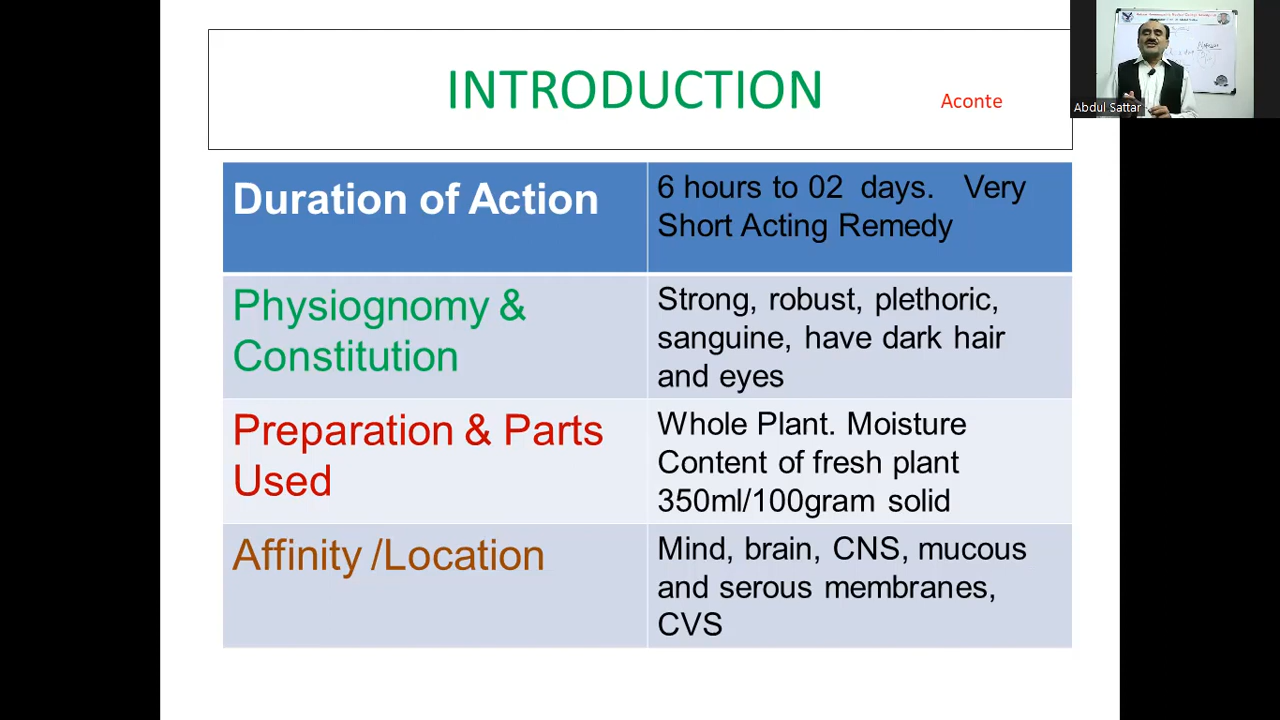 INTRODUCTION
Aconte
Abdul Sattar
Duration of Action
6 hours to 02 days. Very
Short Acting Remedy
Physiognomy &
Constitution
Strong, robust, plethoric,
sanguine, have dark hair
and eyes
Preparation & Parts
Used
Whole Plant. Moisture
Content of fresh plant
350ml/100gram solid
Affinity /Location
Mind, brain, CNS, mucous
and serous membranes,
CVS